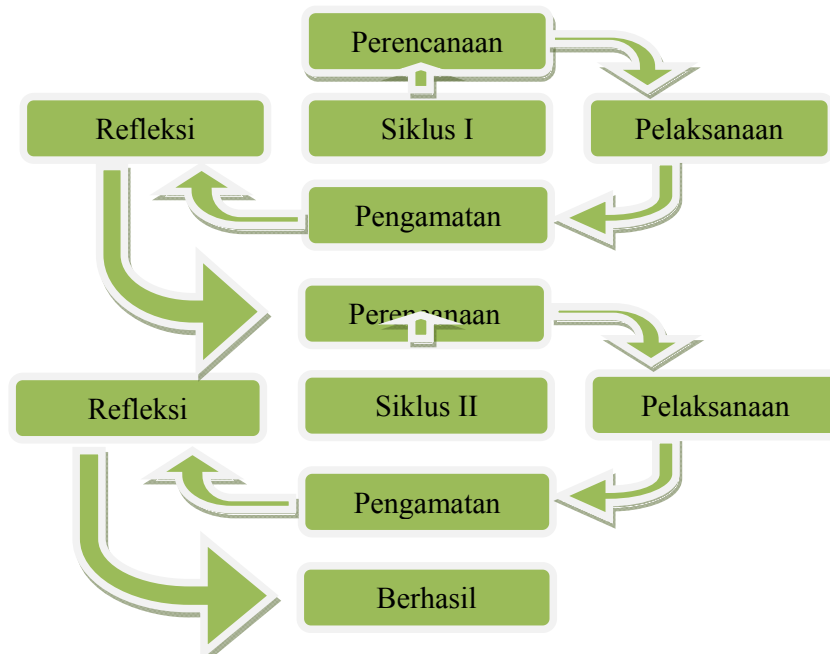 Perencanaan
Refleksi
Siklus I
Pelaksanaan
Pengamatan
Perencanaan
Refleksi
Siklus II
Pelaksanaan
Pengamatan
Berhasil